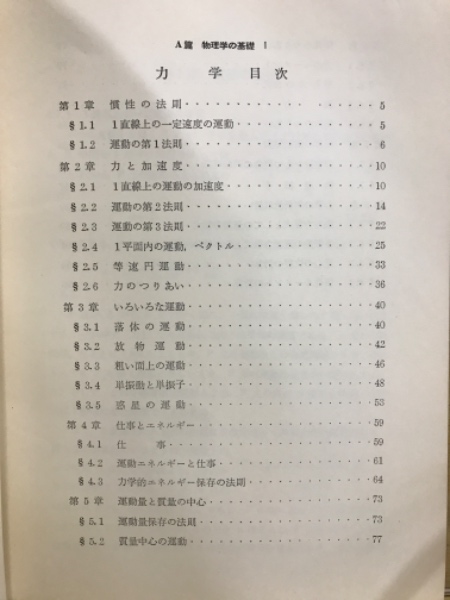 A篇 物理学の基礎 I
力学目次
第1章 慣性の法則 5
§1.1 1直線上の一定速度の運動 5
§1.2 運動の第1法則 6
第2章 力と加速度 10
§2.1 1直線上の運動の加速度 10
§2.2 運動の第2法則 14
§2.3 運動の第3法則 22
§2.4 1平面内の運動,ベクトル 25
§2.5 等速円運動 33
§2.6 力のつりあい 36
第3章 いろいろな運動 40
§3.1 落体の運動 40
§3.2 放物運動 42
§3.3 粗い面上の運動 46
§3.4 単振動と単振子 48
§3.5 惑星の運動 53
第4章 仕事とエネルギー 59
§4.1 仕事 59
§4.2 運動エネルギーと仕事 61
§4.3 力学的エネルギー保存の法則 64
第5章 運動量と質量の中心 73
§5.1 運動量保存の法則 73
§5.2 質量中心の運動 77